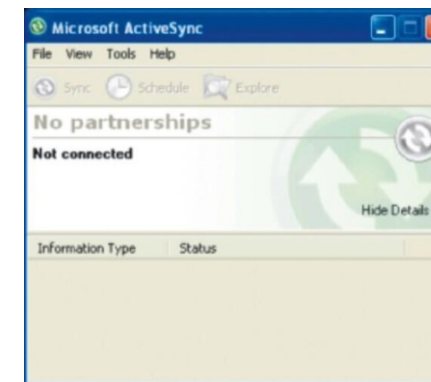 Microsoft ActiveSync
File View Tools Help
Sync Schedule Explore
No partnerships
Not connected
Hide Details
Information Type Status